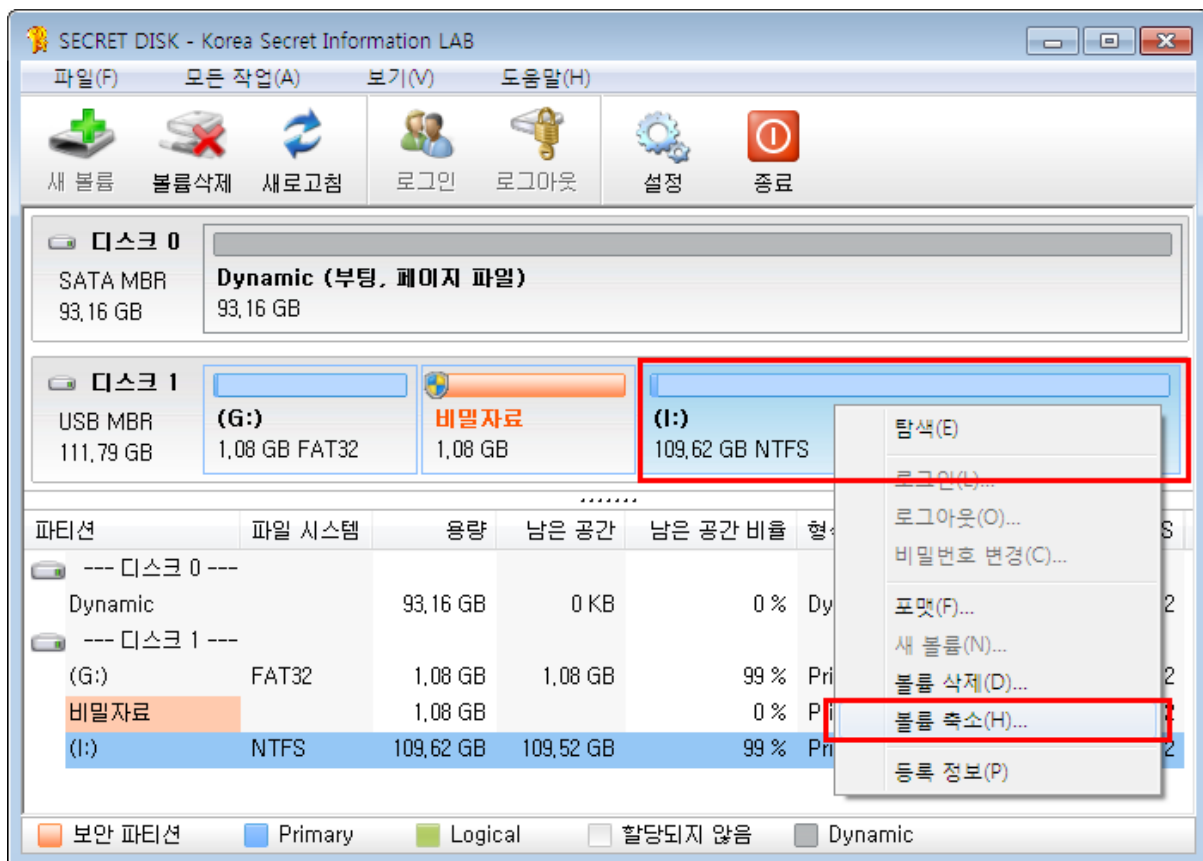 SECRET DISK - Korea Secret Information LAB
파일(F) 모든 작업(A) 보기(V) 도움말(H)
새 볼륨 볼륨삭제 새로고침 로그인 로그아웃 설정 종료
디스크 0
SATA MBR
93,16 GB
Dynamic (부팅, 페이지 파일)
93,16 GB
디스크 1
USB MBR
111,79 GB
(G:)
1,08 GB FAT32
비밀자료
1,08 GB
(I:)
109,62 GB NTFS
탐색(E)
로그인(L)...
로그아웃(O)...
비밀번호 변경(C)...
포맷(F)...
새 볼륨(N)...
볼륨 삭제(D)...
볼륨 축소(H)...
등록 정보(P)
파티션 파일 시스템 용량 남은 공간 남은 공간 비율 S
--- 디스크 0 ---
Dynamic 93,16 GB 0 KB 0 % Dy 2
--- 디스크 1 ---
(G:) FAT32 1,08 GB 1,08 GB 99 % Pri 2
비밀자료 1,08 GB 0 % 2
(I:) NTFS 109,62 GB 109,52 GB 99 % Pri 2
보안 파티션 Primary Logical 할당되지 않음 Dynamic